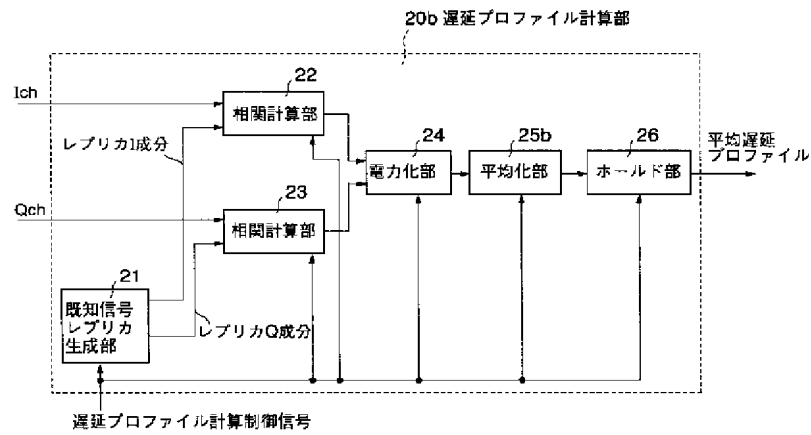 20b 遅延プロファイル計算部
Ich
22
相関計算部
レプリカI成分
24
電力化部
25b
平均化部
26
ホールド部
平均遅延
プロファイル
Qch
23
相関計算部
21
既知信号
レプリカ
生成部
レプリカQ成分
遅延プロファイル計算制御信号